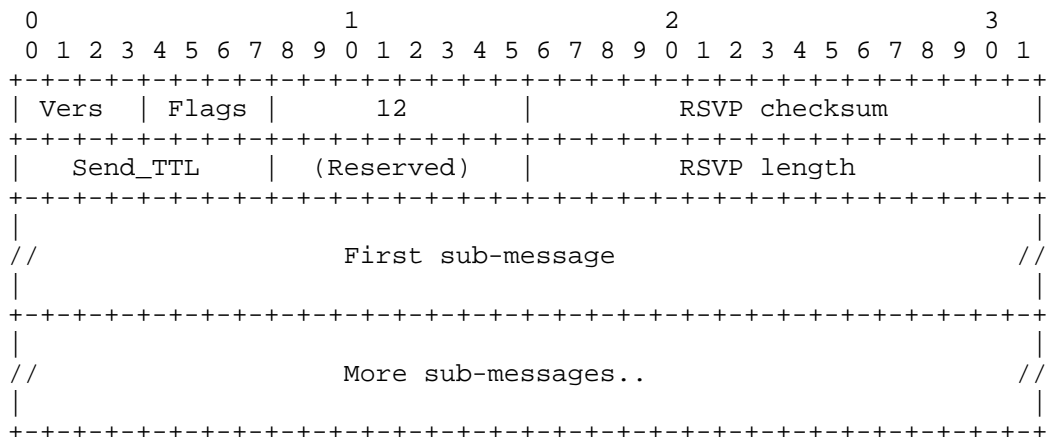 0                   1                   2                   3
 0 1 2 3 4 5 6 7 8 9 0 1 2 3 4 5 6 7 8 9 0 1 2 3 4 5 6 7 8 9 0 1
+-+-+-+-+-+-+-+-+-+-+-+-+-+-+-+-+-+-+-+-+-+-+-+-+-+-+-+-+-+-+-+-+
| Vers  | Flags |      12       |         RSVP checksum         |
+-+-+-+-+-+-+-+-+-+-+-+-+-+-+-+-+-+-+-+-+-+-+-+-+-+-+-+-+-+-+-+-+
|   Send_TTL    |  (Reserved)   |         RSVP length           |
+-+-+-+-+-+-+-+-+-+-+-+-+-+-+-+-+-+-+-+-+-+-+-+-+-+-+-+-+-+-+-+-+
|                                                               |
//                   First sub-message                         //
|                                                               |
+-+-+-+-+-+-+-+-+-+-+-+-+-+-+-+-+-+-+-+-+-+-+-+-+-+-+-+-+-+-+-+-+
|                                                               |
//                   More sub-messages..                       //
|                                                               |
+-+-+-+-+-+-+-+-+-+-+-+-+-+-+-+-+-+-+-+-+-+-+-+-+-+-+-+-+-+-+-+-+